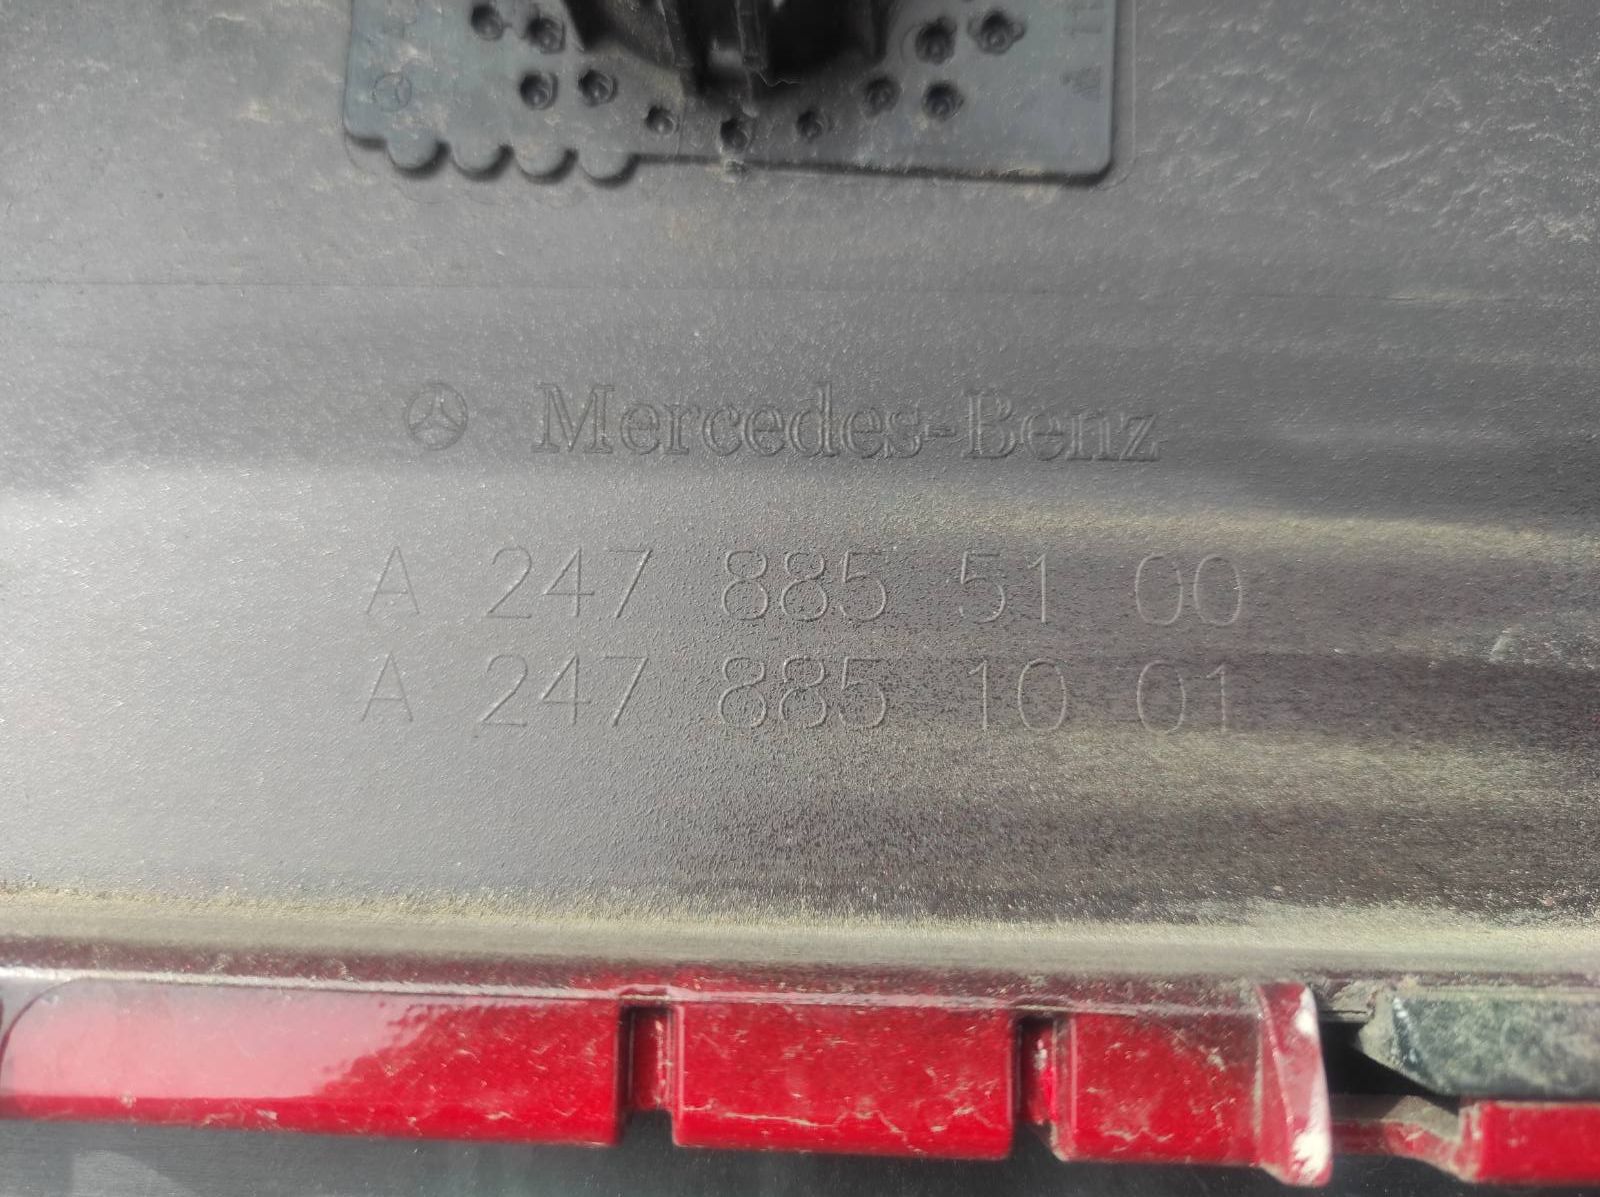 Mercedes-Benz
A 247 885 51 00
A 247 885 10 01